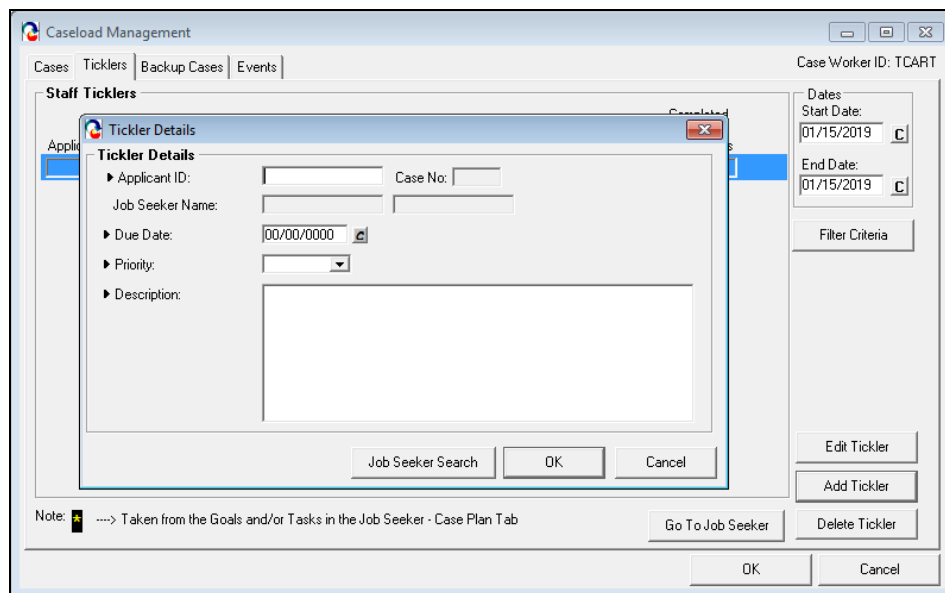 Caseload Management
Cases Ticklers Backup Cases Events
Case Worker ID: TCART
Staff Ticklers
Dates
Start Date:
01/15/2019 C
End Date:
01/15/2019 C
Filter Criteria
Tickler Details
Tickler Details
Applicant ID: Case No:
Job Seeker Name:
Due Date: 00/00/0000 C
Priority:
Description:
Job Seeker Search OK Cancel
Edit Tickler
Add Tickler
Note: * ----> Taken from the Goals and/or Tasks in the Job Seeker - Case Plan Tab
Go To Job Seeker Delete Tickler
OK Cancel